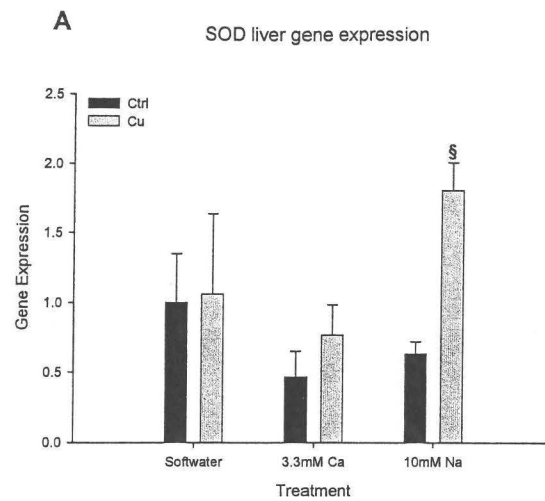 A
SOD liver gene expression
2.5
2.0
1.5
1.0
0.5
0.0
Gene Expression
Ctrl
Cu
§
Softwater 3.3mM Ca 10mM Na
Treatment